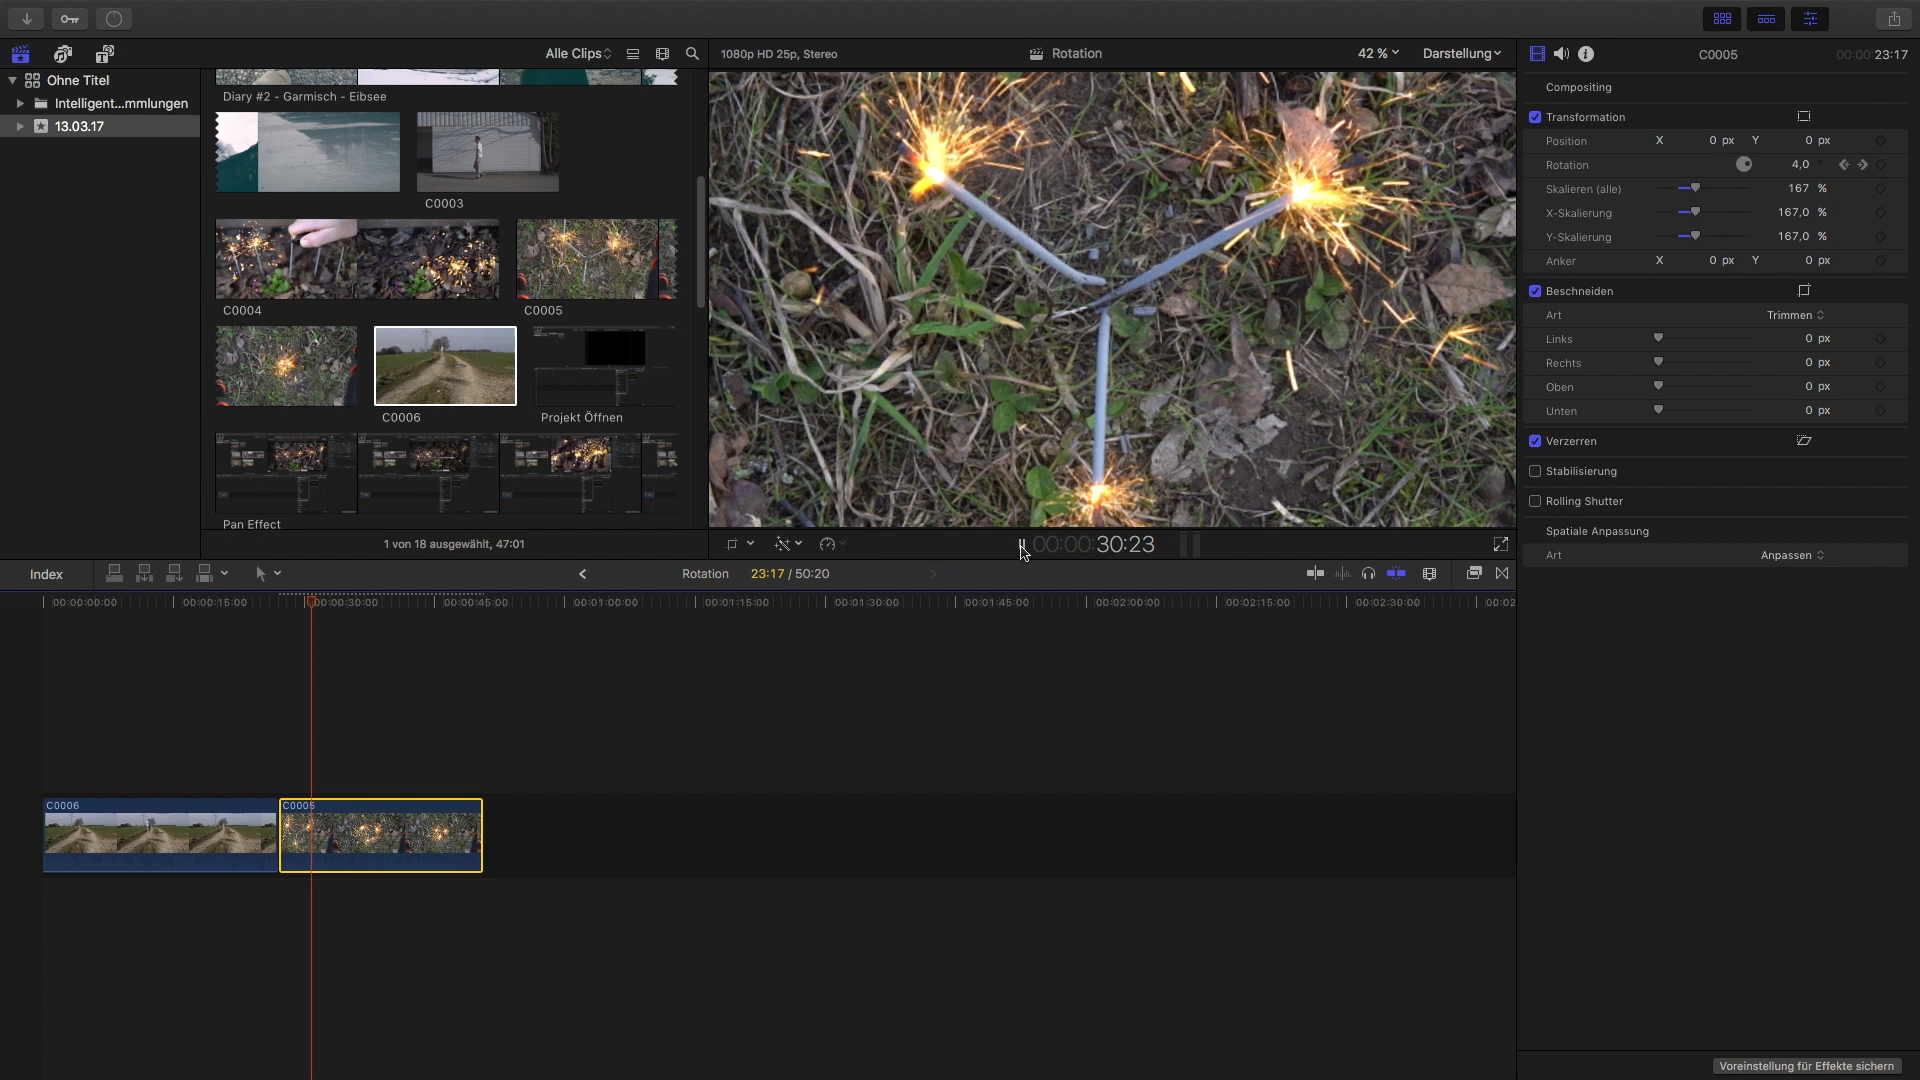 Alle Clips
1080p HD 25p, Stereo
Rotation
42 %
Darstellung
C0005
00:00:23:17
Ohne Titel
Intelligent...mmlungen
13.03.17
Diary #2 - Garmisch - Eibsee
C0003
C0004
C0005
C0006
Projekt Öffnen
Pan Effect
1 von 18 ausgewählt, 47:01
00:00:30:23
Compositing
Transformation
Position X 0 px Y 0 px
Rotation 4,0 °
Skalieren (alle) 167 %
X-Skalierung 167,0 %
Y-Skalierung 167,0 %
Anker X 0 px Y 0 px
Beschneiden
Art Trimmen
Links 0 px
Rechts 0 px
Oben 0 px
Unten 0 px
Verzerren
Stabilisierung
Rolling Shutter
Spatiale Anpassung
Art Anpassen
Index
Rotation 23:17 / 50:20
00:00:00:00 00:00:15:00 00:00:30:00 00:00:45:00 00:01:00:00 00:01:15:00 00:01:30:00 00:01:45:00 00:02:00:00 00:02:15:00 00:02:30:00 00:02
C0006
C0005
Voreinstellung für Effekte sichern